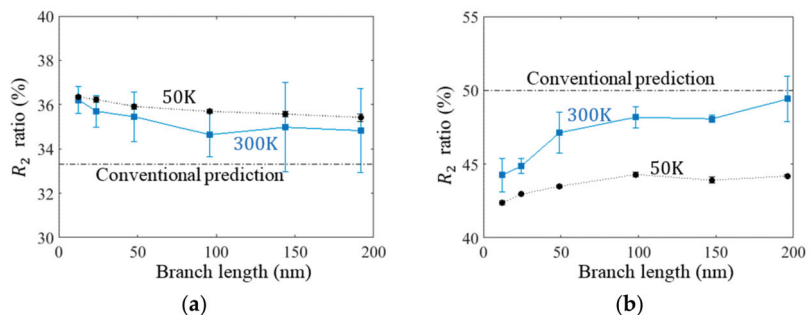 40
38
36
34
32
30
R2 ratio (%)
50K
300K
Conventional prediction
0
50
100
150
200
Branch length (nm)
(a)
55
50
45
42
40
R2 ratio (%)
Conventional prediction
300K
50K
0
50
100
150
200
Branch length (nm)
(b)